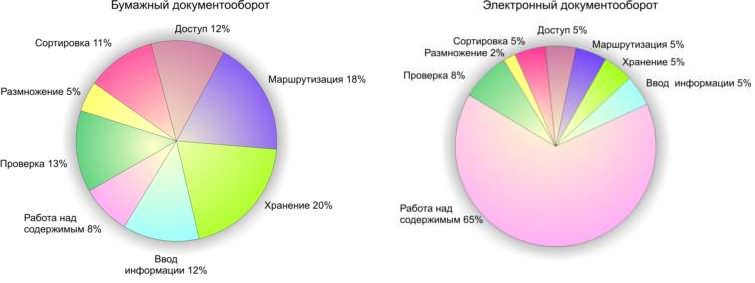 Бумажный документооборот
Доступ 12%
Сортировка 11%
Маршрутизация 18%
Размножение 5%
Проверка 13%
Хранение 20%
Работа над
содержимым 8%
Ввод
информации 12%
Электронный документооборот
Доступ 5%
Сортировка 5%
Маршрутизация 5%
Размножение 2%
Хранение 5%
Проверка 8%
Ввод информации 5%
Работа над
содержимым 65%